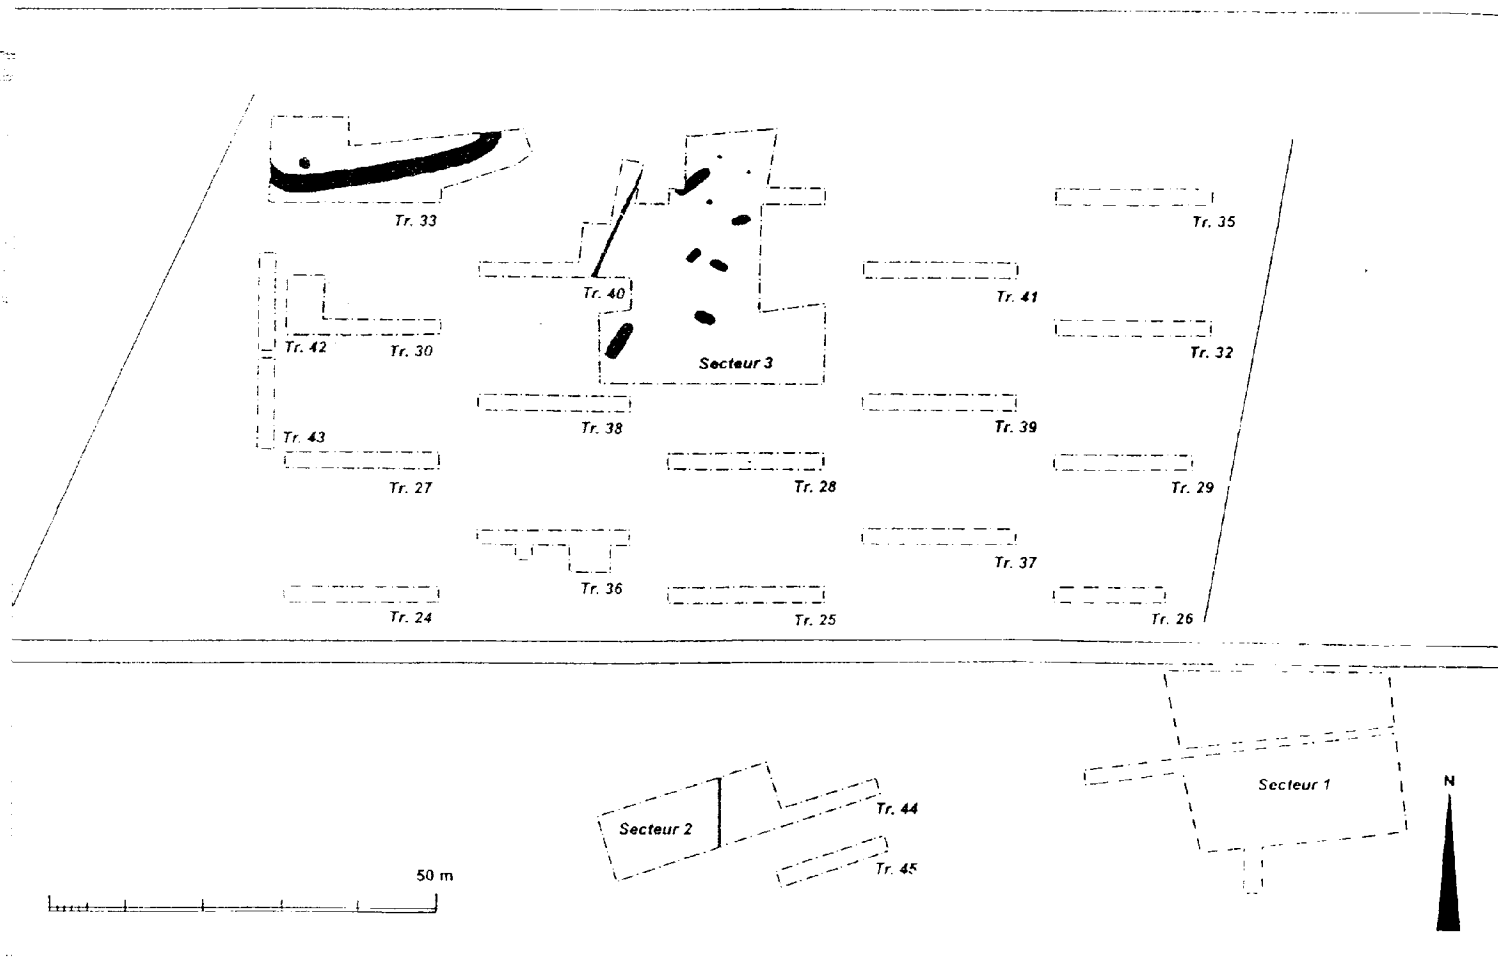 Tr. 33
Tr. 35
Tr. 40
Tr. 41
Tr. 42
Tr. 30
Tr. 32
Secteur 3
Tr. 38
Tr. 39
Tr. 43
Tr. 27
Tr. 28
Tr. 29
Tr. 36
Tr. 37
Tr. 24
Tr. 25
Tr. 26
Secteur 1
N
Tr. 44
Secteur 2
Tr. 45
50 m